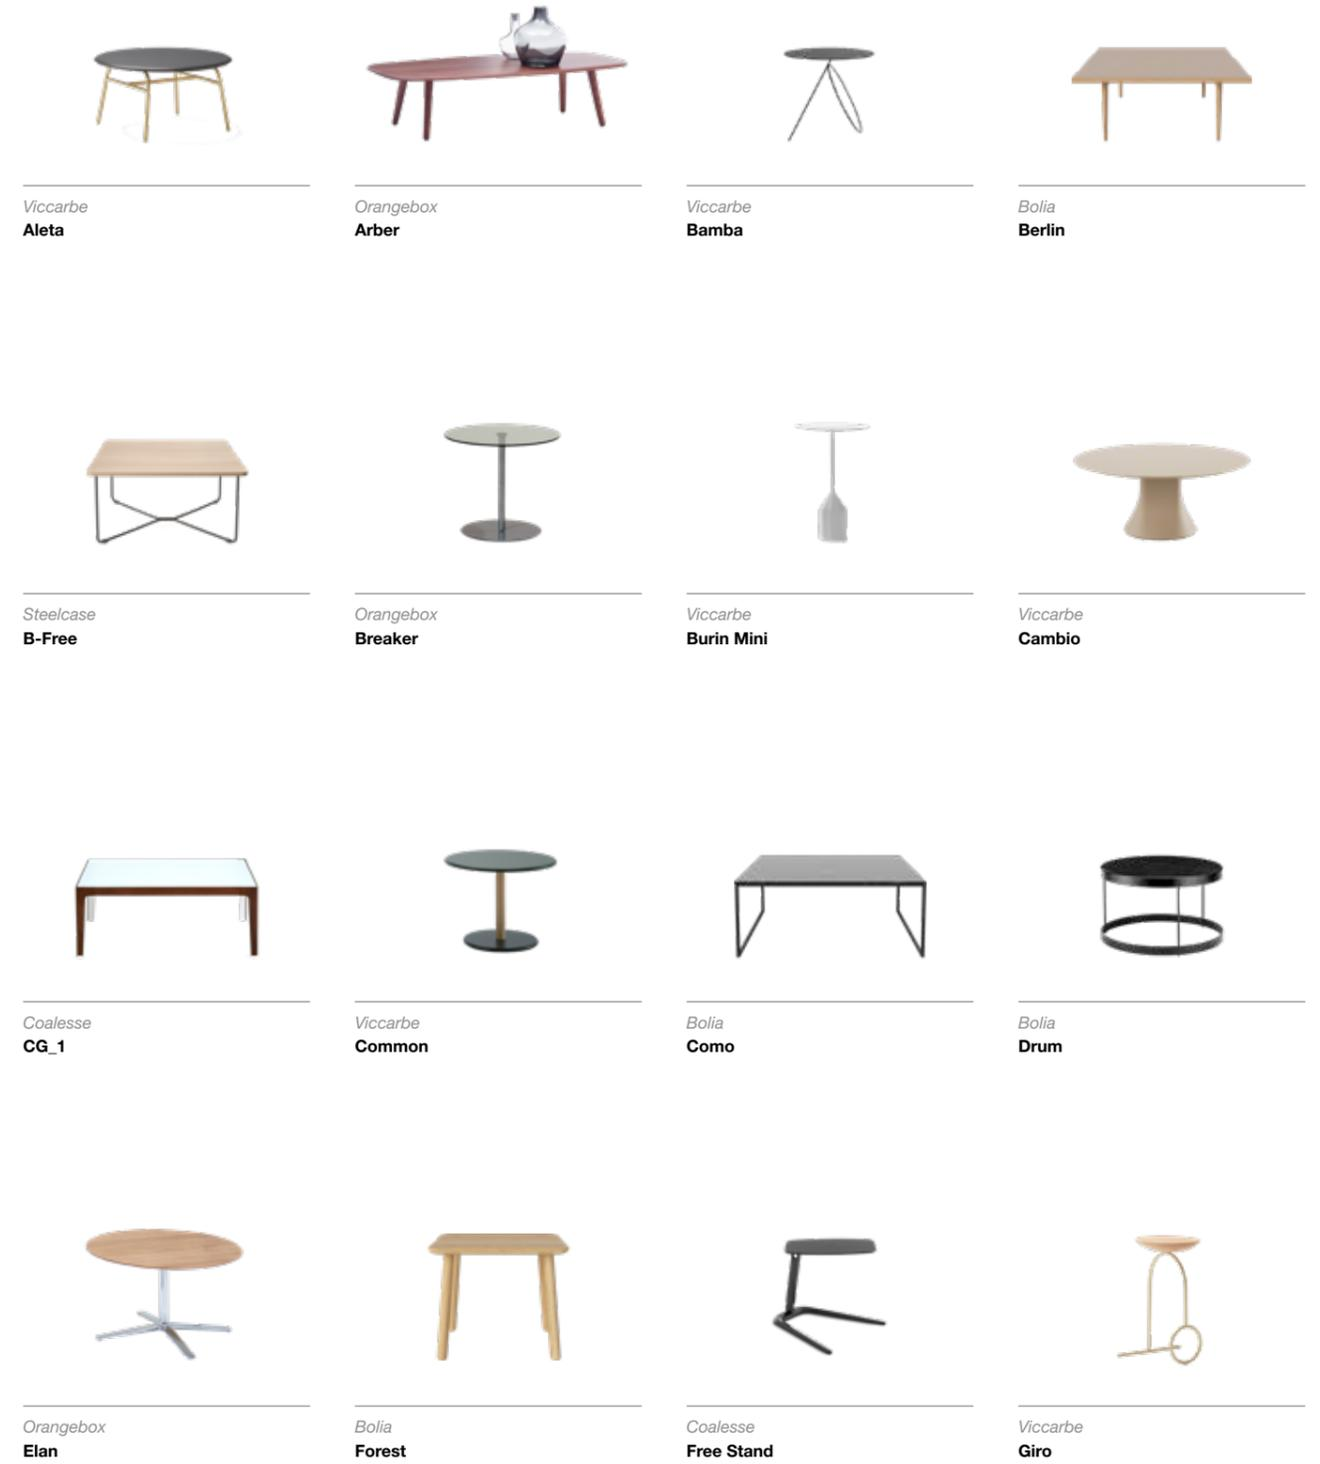 Viccarbe
Aleta
Orangebox
Arber
Viccarbe
Bamba
Bolia
Berlin
Steelcase
B-Free
Orangebox
Breaker
Viccarbe
Burin Mini
Viccarbe
Cambio
Coalesse
CG_1
Viccarbe
Common
Bolia
Como
Bolia
Drum
Orangebox
Elan
Bolia
Forest
Coalesse
Free Stand
Viccarbe
Giro